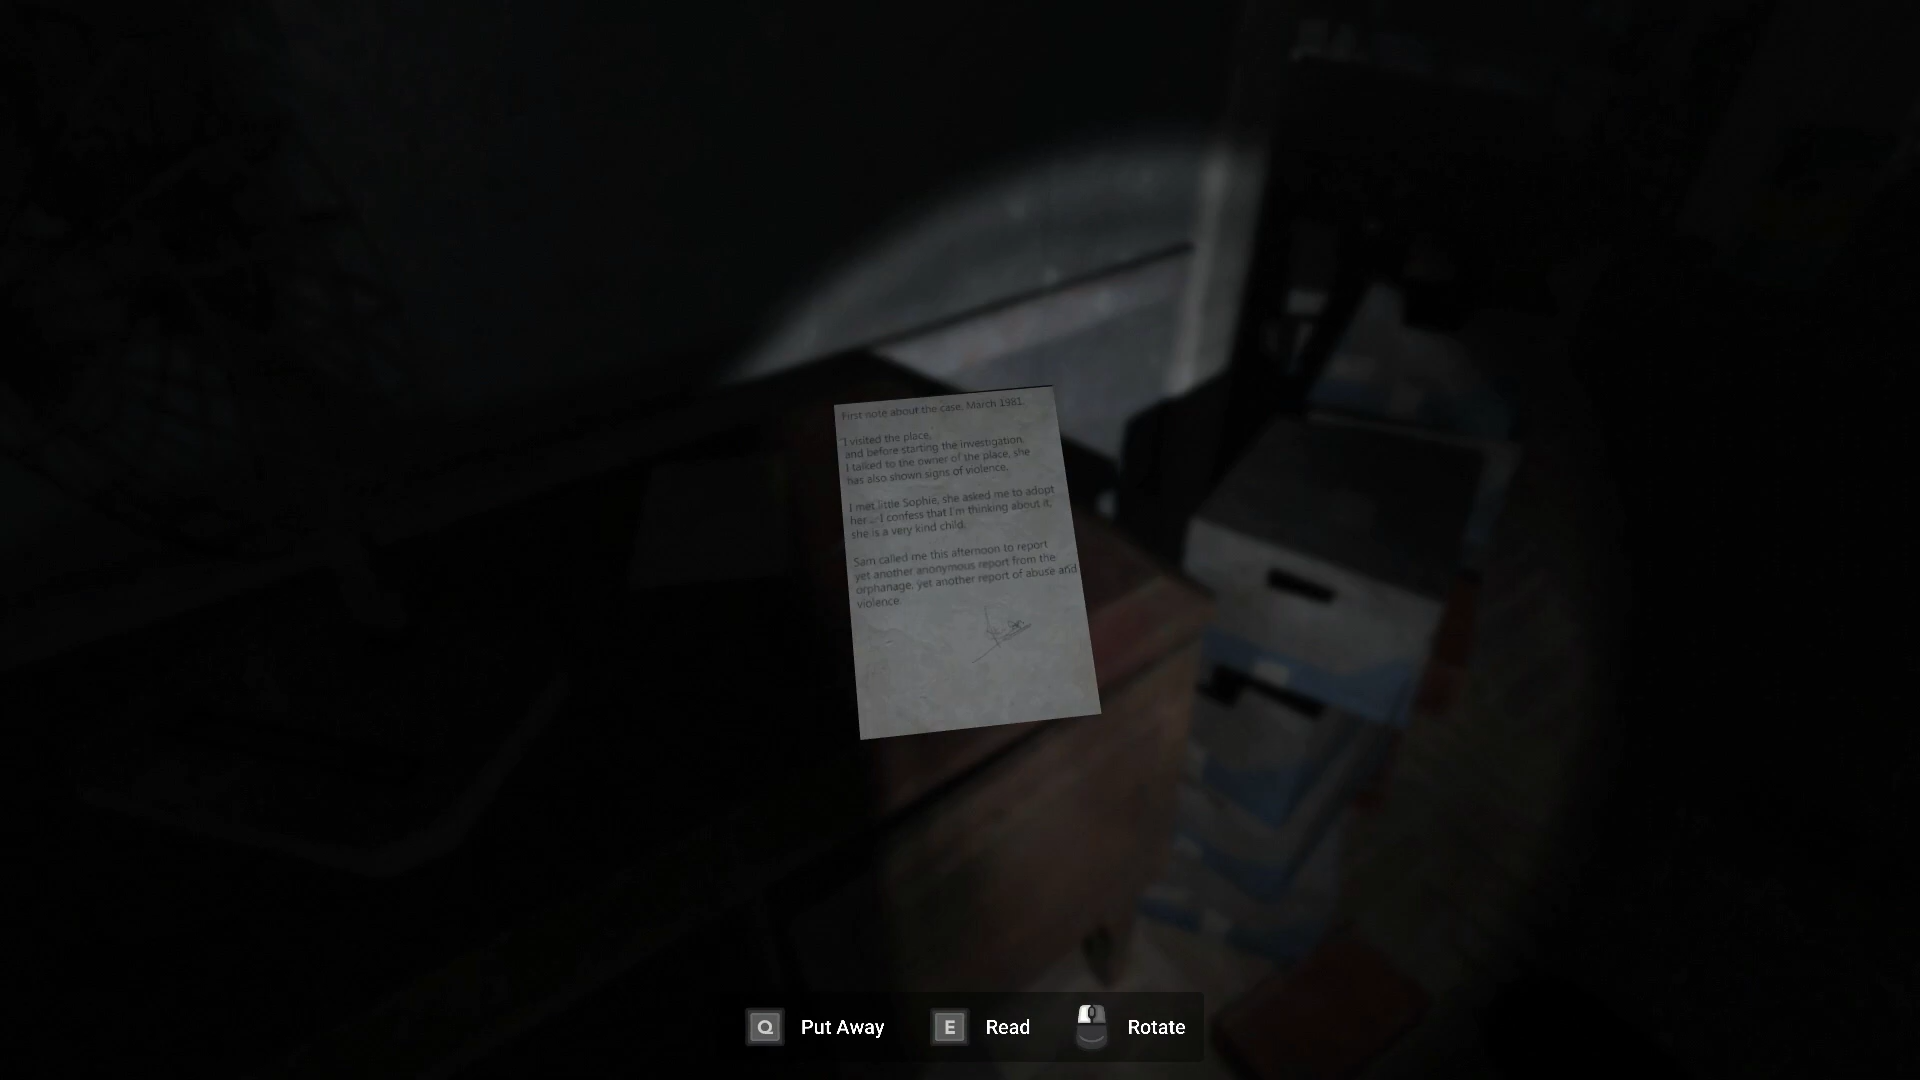 First note about the case, March 1981.
"I visited the place,
and before starting the investigation,
I talked to the owner of the place, she
has also shown signs of violence.
I met little Sophie, she asked me to adopt
her... I confess that I'm thinking about it,
she is a very kind child.
Sam called me this afternoon to report
yet another anonymous report from the
orphanage, yet another report of abuse and
violence.
Q Put Away E Read Rotate